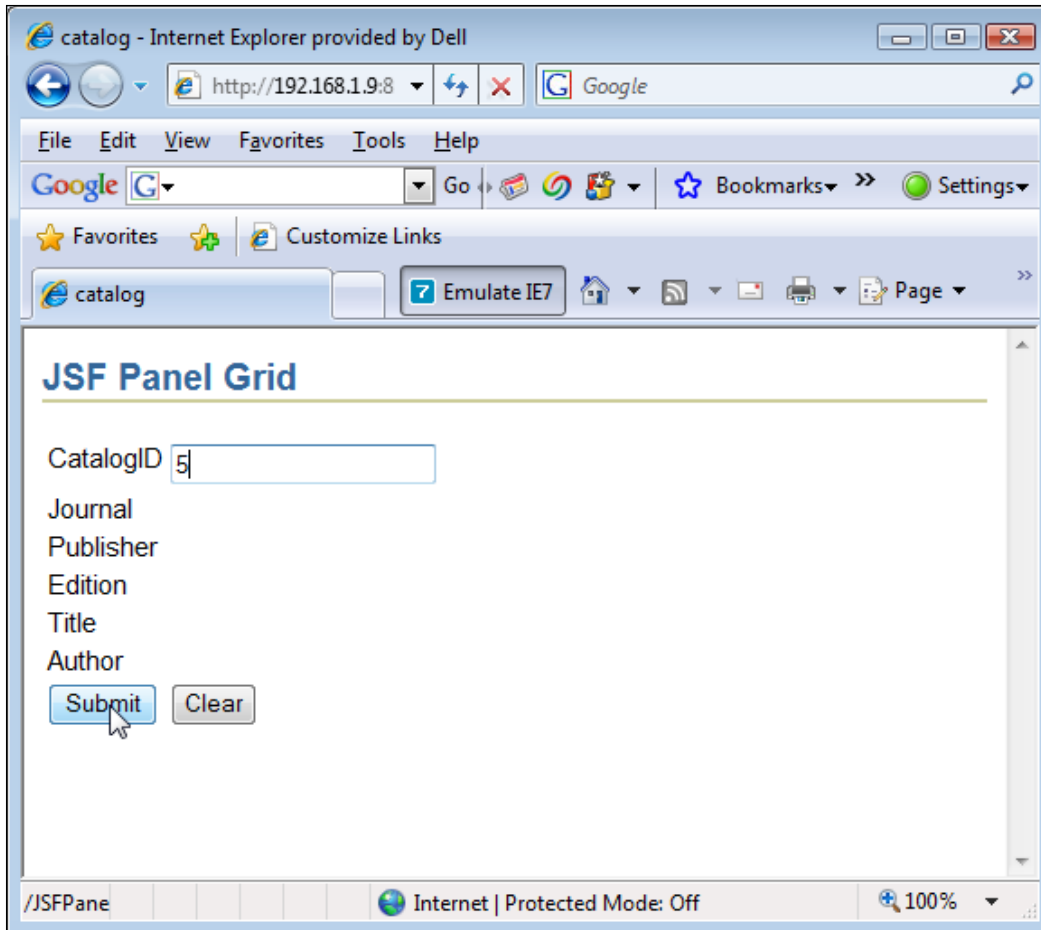 catalog - Internet Explorer provided by Dell
http://192.168.1.9:8 Google
File Edit View Favorites Tools Help
Google G Go Bookmarks Settings
Favorites Customize Links
catalog 7 Emulate IE7 Page
JSF Panel Grid
CatalogID 5
Journal
Publisher
Edition
Title
Author
Submit Clear
/JSFPane Internet | Protected Mode: Off 100%